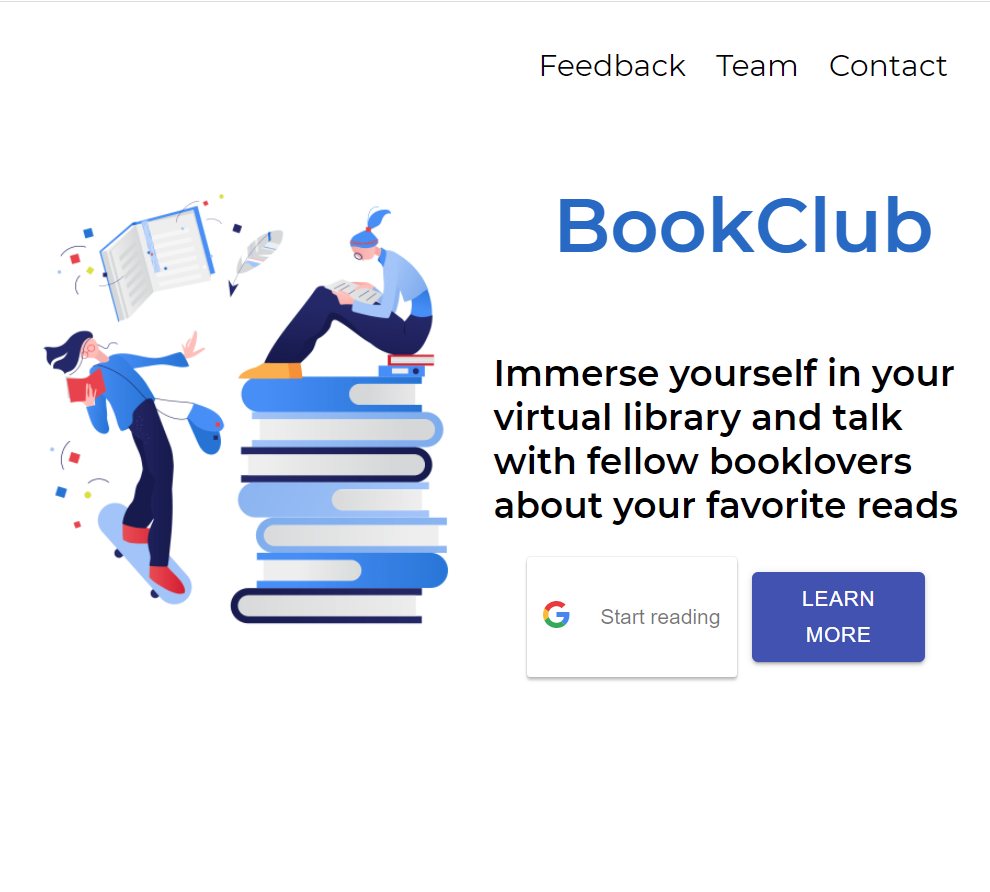 Feedback Team Contact
BookClub
Immerse yourself in your
virtual library and talk
with fellow booklovers
about your favorite reads
Start reading
LEARN
MORE